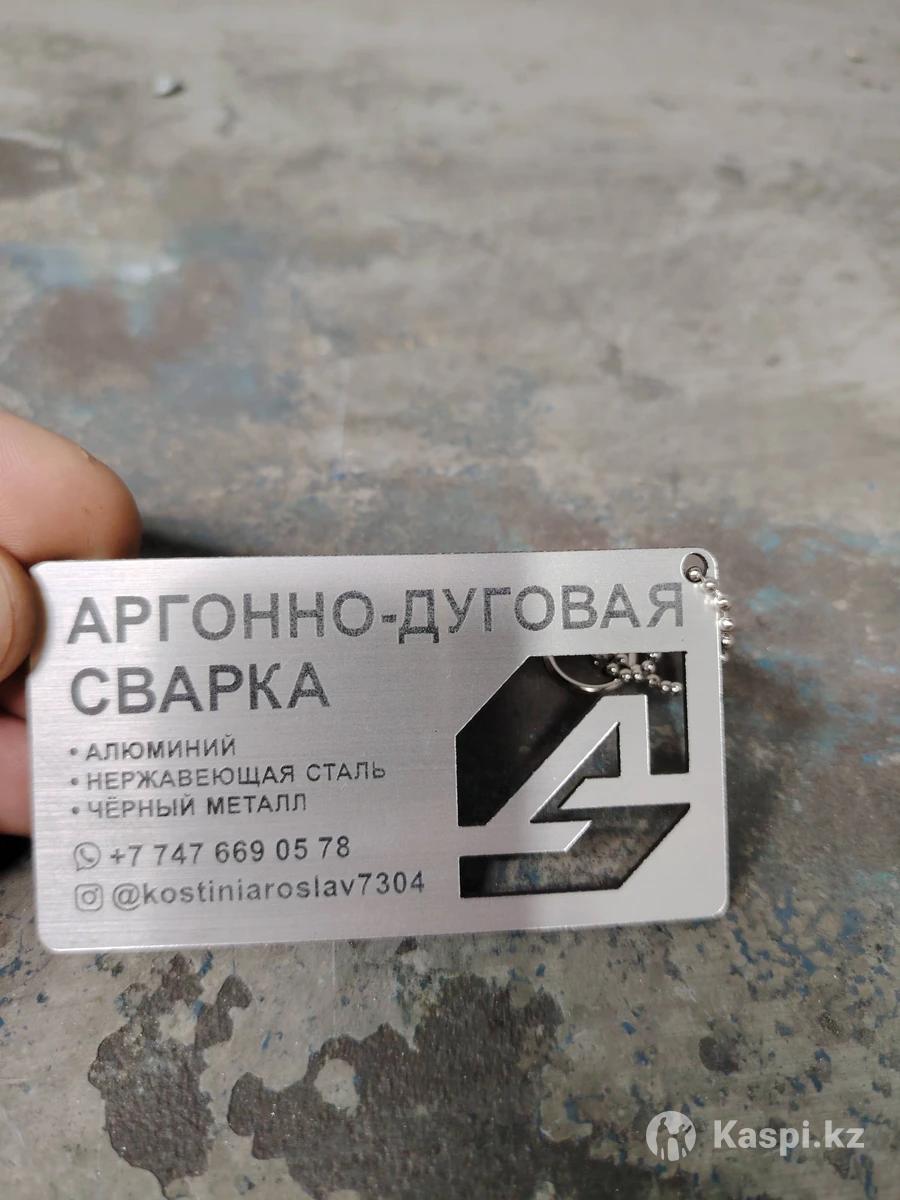 АРГОННО-ДУГОВАЯ
СВАРКА
• АЛЮМИНИЙ
• НЕРЖАВЕЮЩАЯ СТАЛЬ
• ЧЁРНЫЙ МЕТАЛЛ
+7 747 669 05 78
@kostiniaroslav7304
Kaspi.kz